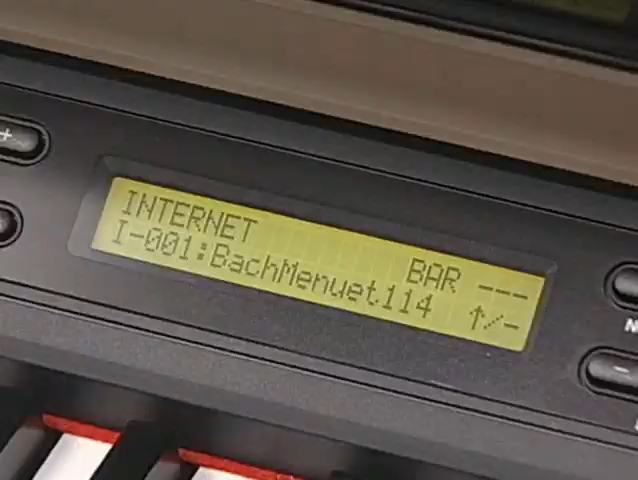 INTERNET BAR ---
I-001:BachMenuet114 ↑/-
+
-